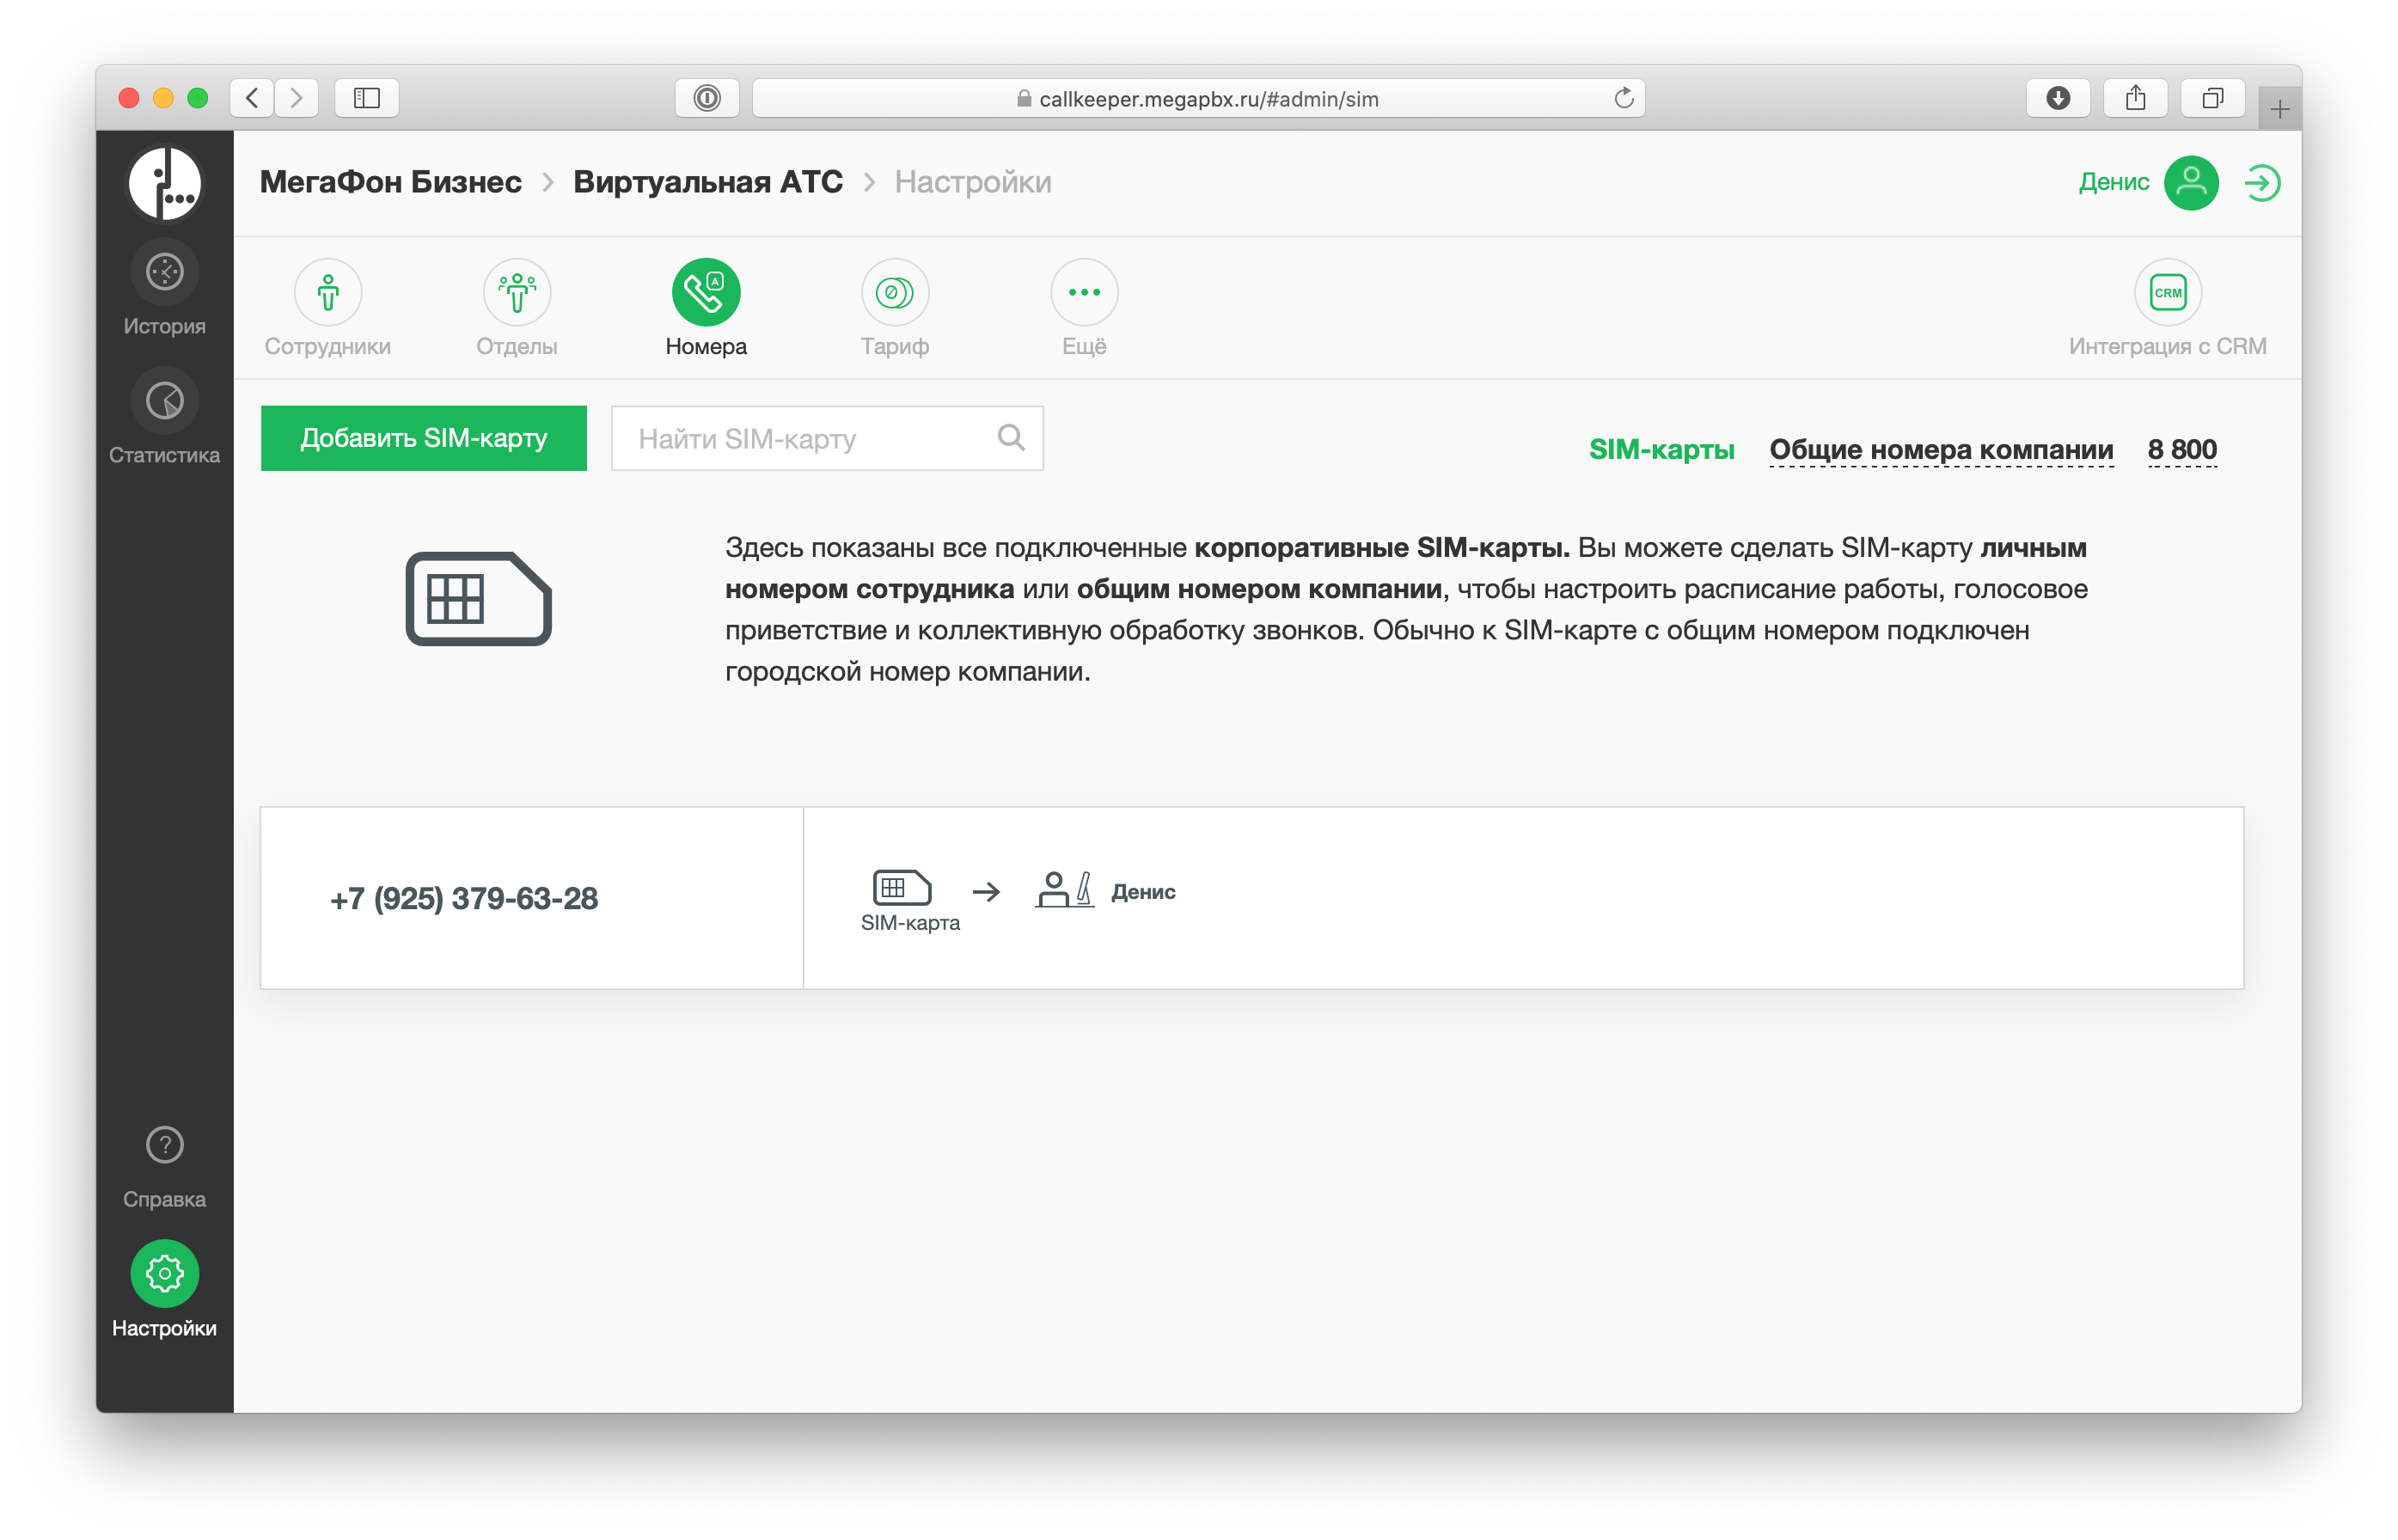 callkeeper.megapbx.ru/#admin/sim
МегаФон Бизнес > Виртуальная АТС > Настройки
Денис
История
Статистика
Сотрудники
Отделы
A
Номера
Тариф
Ещё
CRM
Интеграция с CRM
Добавить SIM-карту
Найти SIM-карту
SIM-карты Общие номера компании 8 800
Здесь показаны все подключенные корпоративные SIM-карты. Вы можете сделать SIM-карту личным
номером сотрудника или общим номером компании, чтобы настроить расписание работы, голосовое
приветствие и коллективную обработку звонков. Обычно к SIM-карте с общим номером подключен
городской номер компании.
+7 (925) 379-63-28
SIM-карта
Денис
?
Справка
Настройки